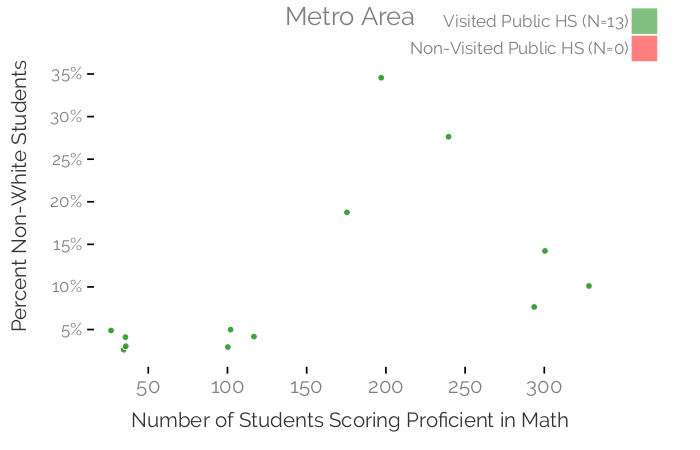 Metro Area
Visited Public HS (N=13)
Non-Visited Public HS (N=0)
Percent Non-White Students
35%
30%
25%
20%
15%
10%
5%
50 100 150 200 250 300
Number of Students Scoring Proficient in Math